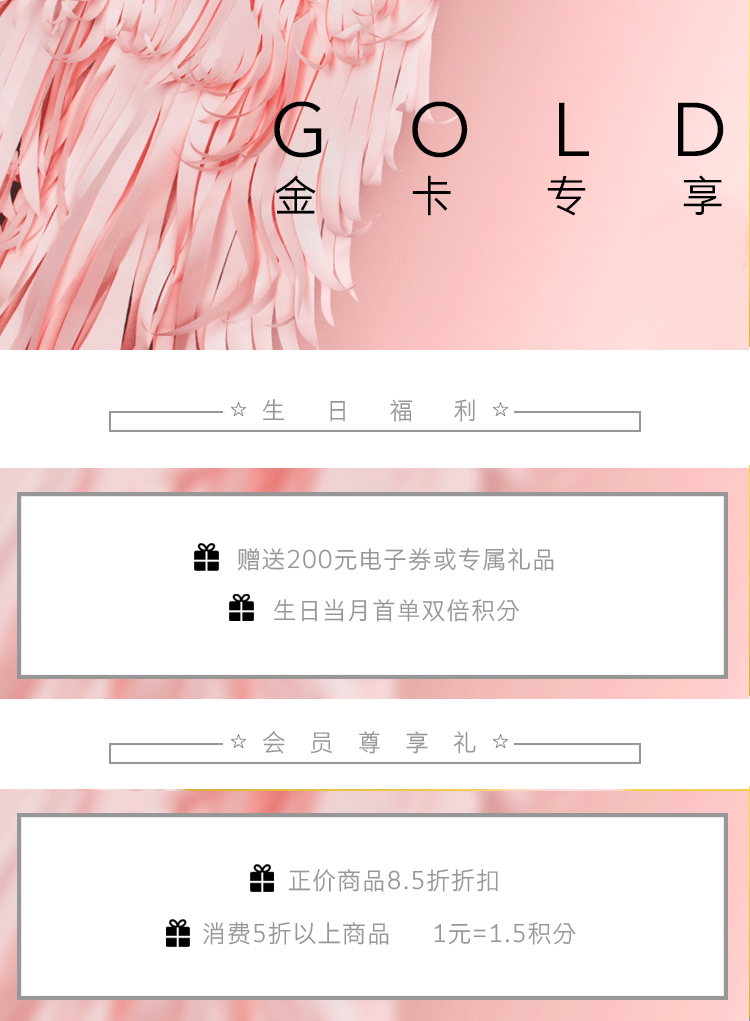 GOLD
金卡专享
☆生日福利☆
赠送200元电子券或专属礼品
生日当月首单双倍积分
☆会员尊享礼☆
正价商品8.5折折扣
消费5折以上商品 1元=1.5积分